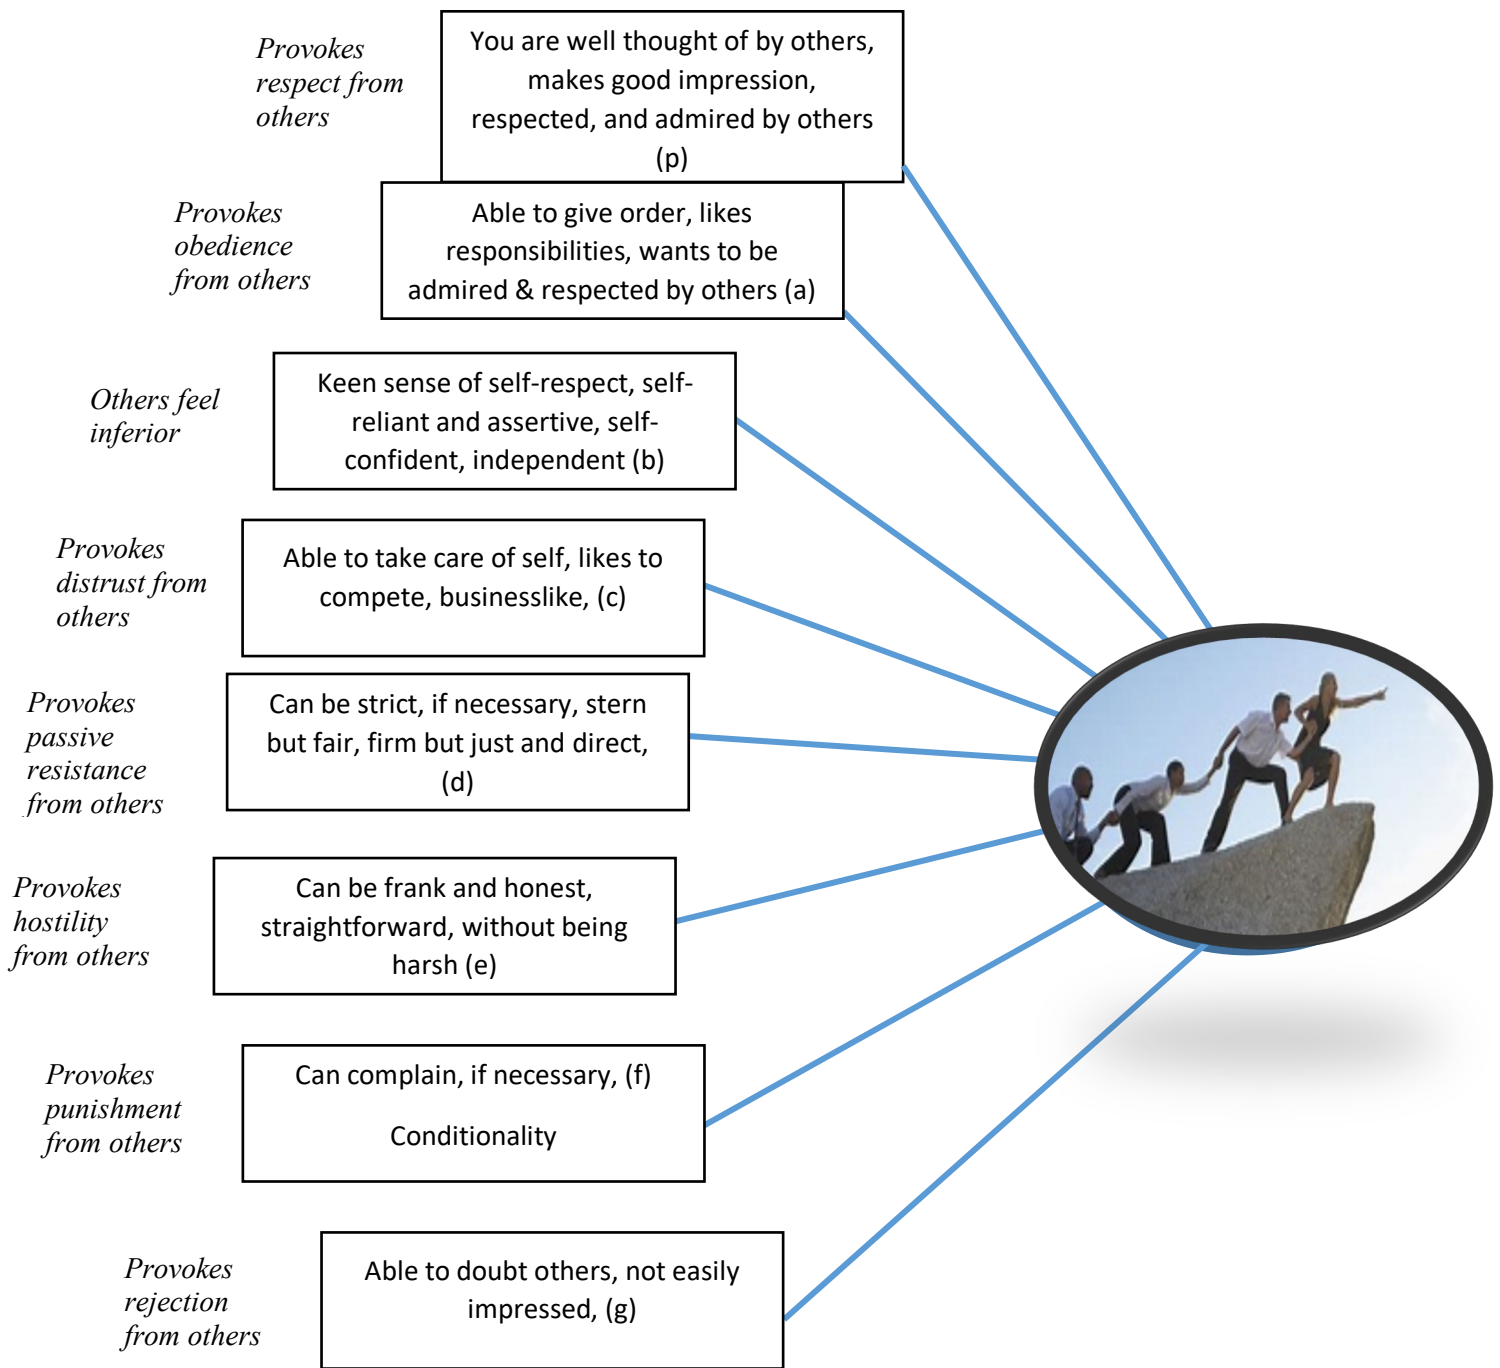 Provokes
respect from
others
You are well thought of by others,
makes good impression,
respected, and admired by others
(p)
Provokes
obedience
from others
Able to give order, likes
responsibilities, wants to be
admired & respected by others (a)
Others feel
inferior
Keen sense of self-respect, self-
reliant and assertive, self-
confident, independent (b)
Provokes
distrust from
others
Able to take care of self, likes to
compete, businesslike, (c)
Provokes
passive
resistance
from others
Can be strict, if necessary, stern
but fair, firm but just and direct,
(d)
Provokes
hostility
from others
Can be frank and honest,
straightforward, without being
harsh (e)
Provokes
punishment
from others
Can complain, if necessary, (f)
Conditionality
Provokes
rejection
from others
Able to doubt others, not easily
impressed, (g)